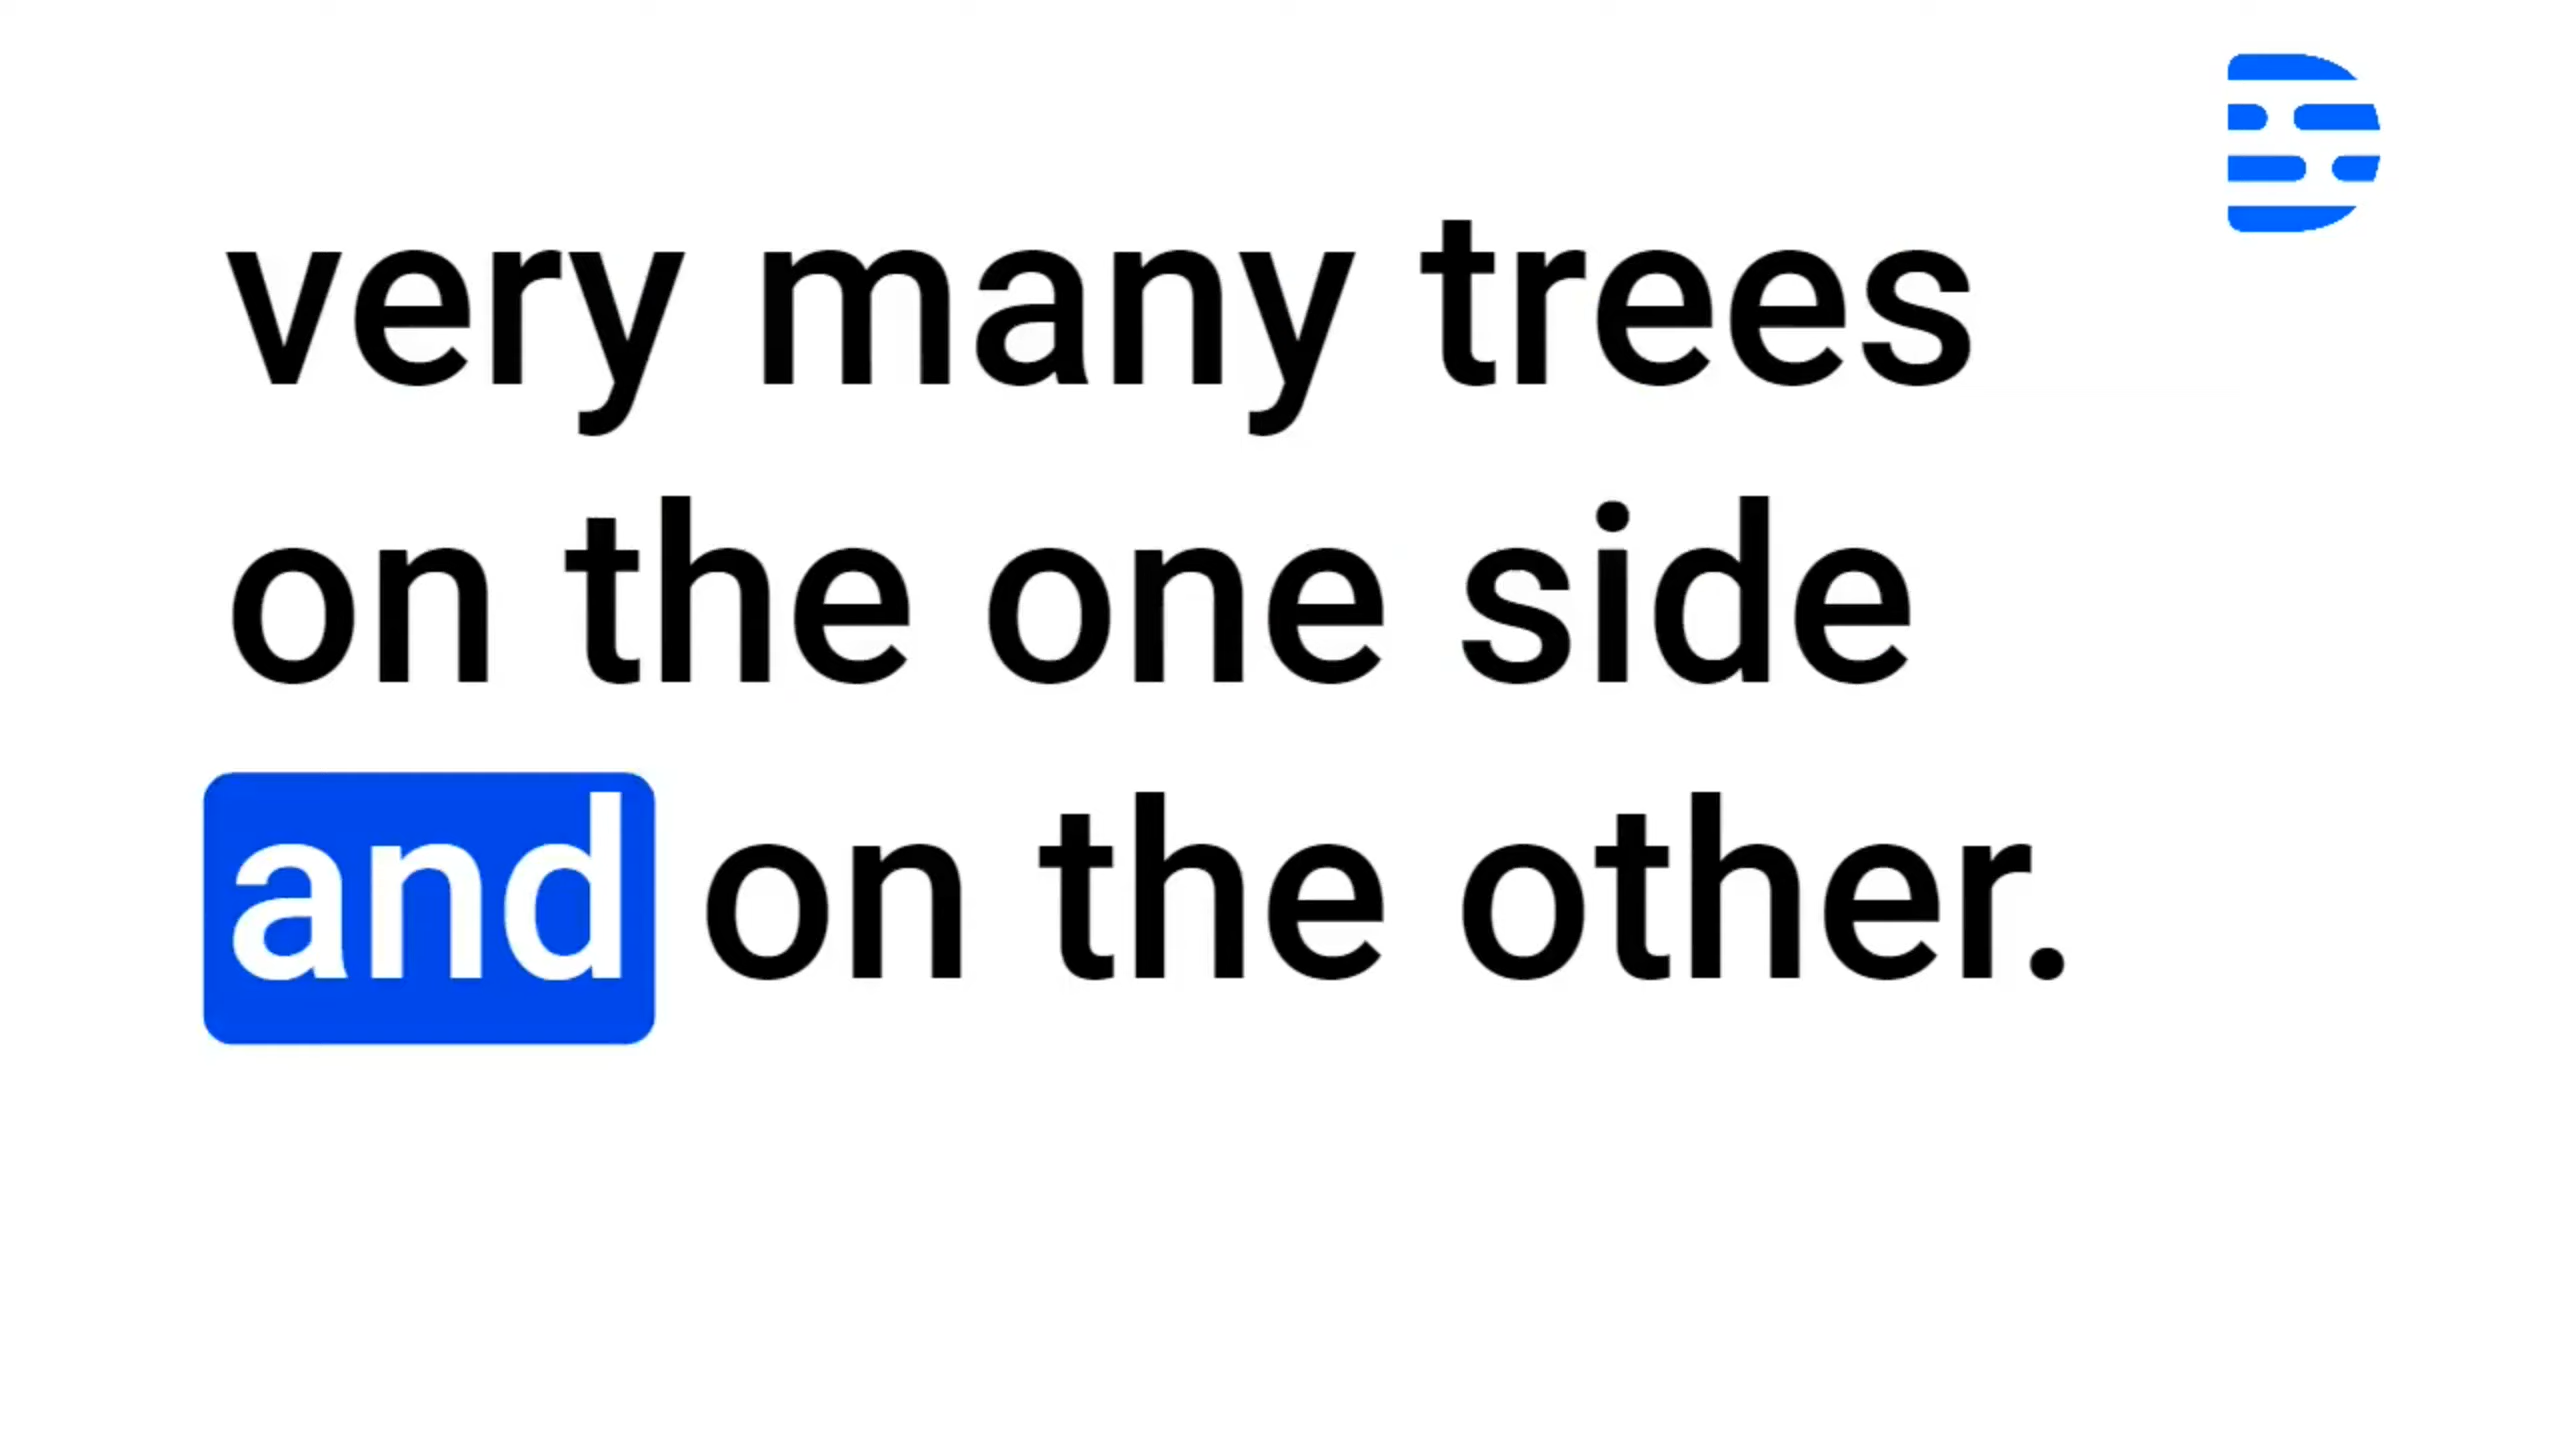 very many trees
on the one side
and on the other.